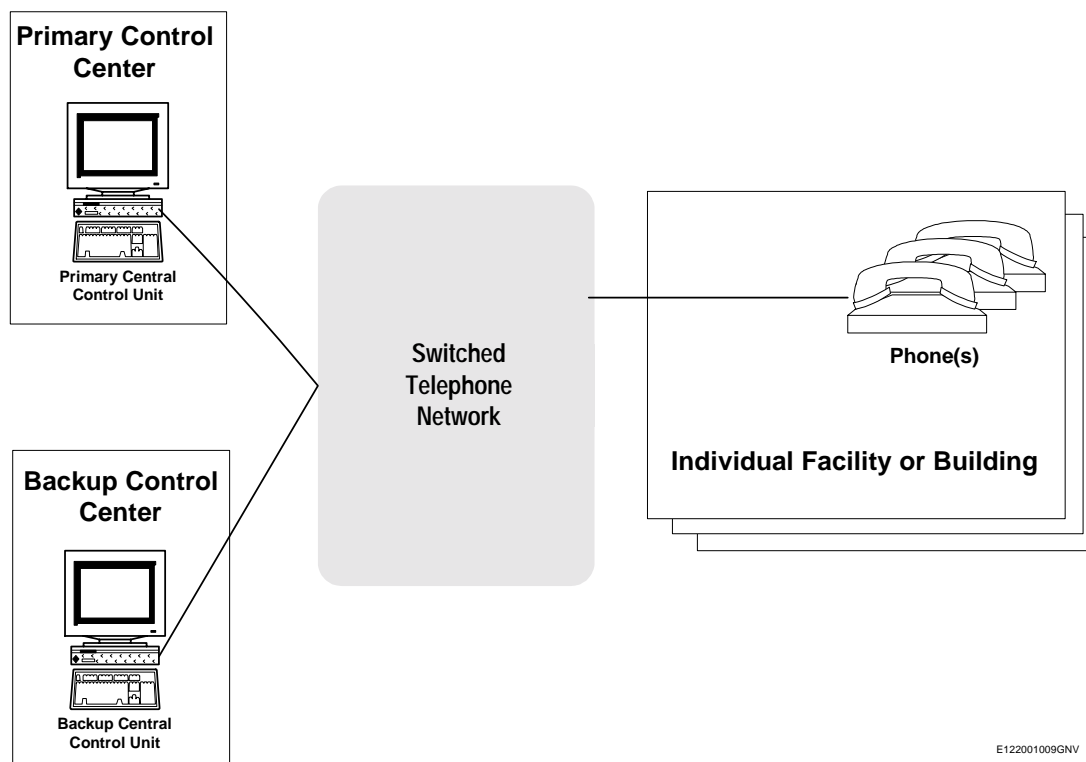 Primary Control
Center
Primary Central
Control Unit
Switched
Telephone
Network
Phone(s)
Individual Facility or Building
Backup Control
Center
Backup Central
Control Unit
E122001009GNV